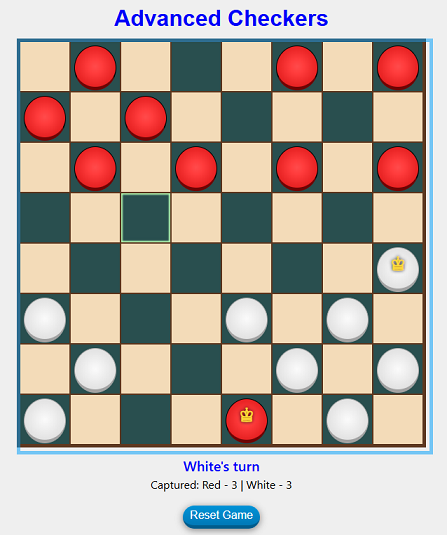 Advanced Checkers
White's turn
Captured: Red - 3 | White - 3
Reset Game